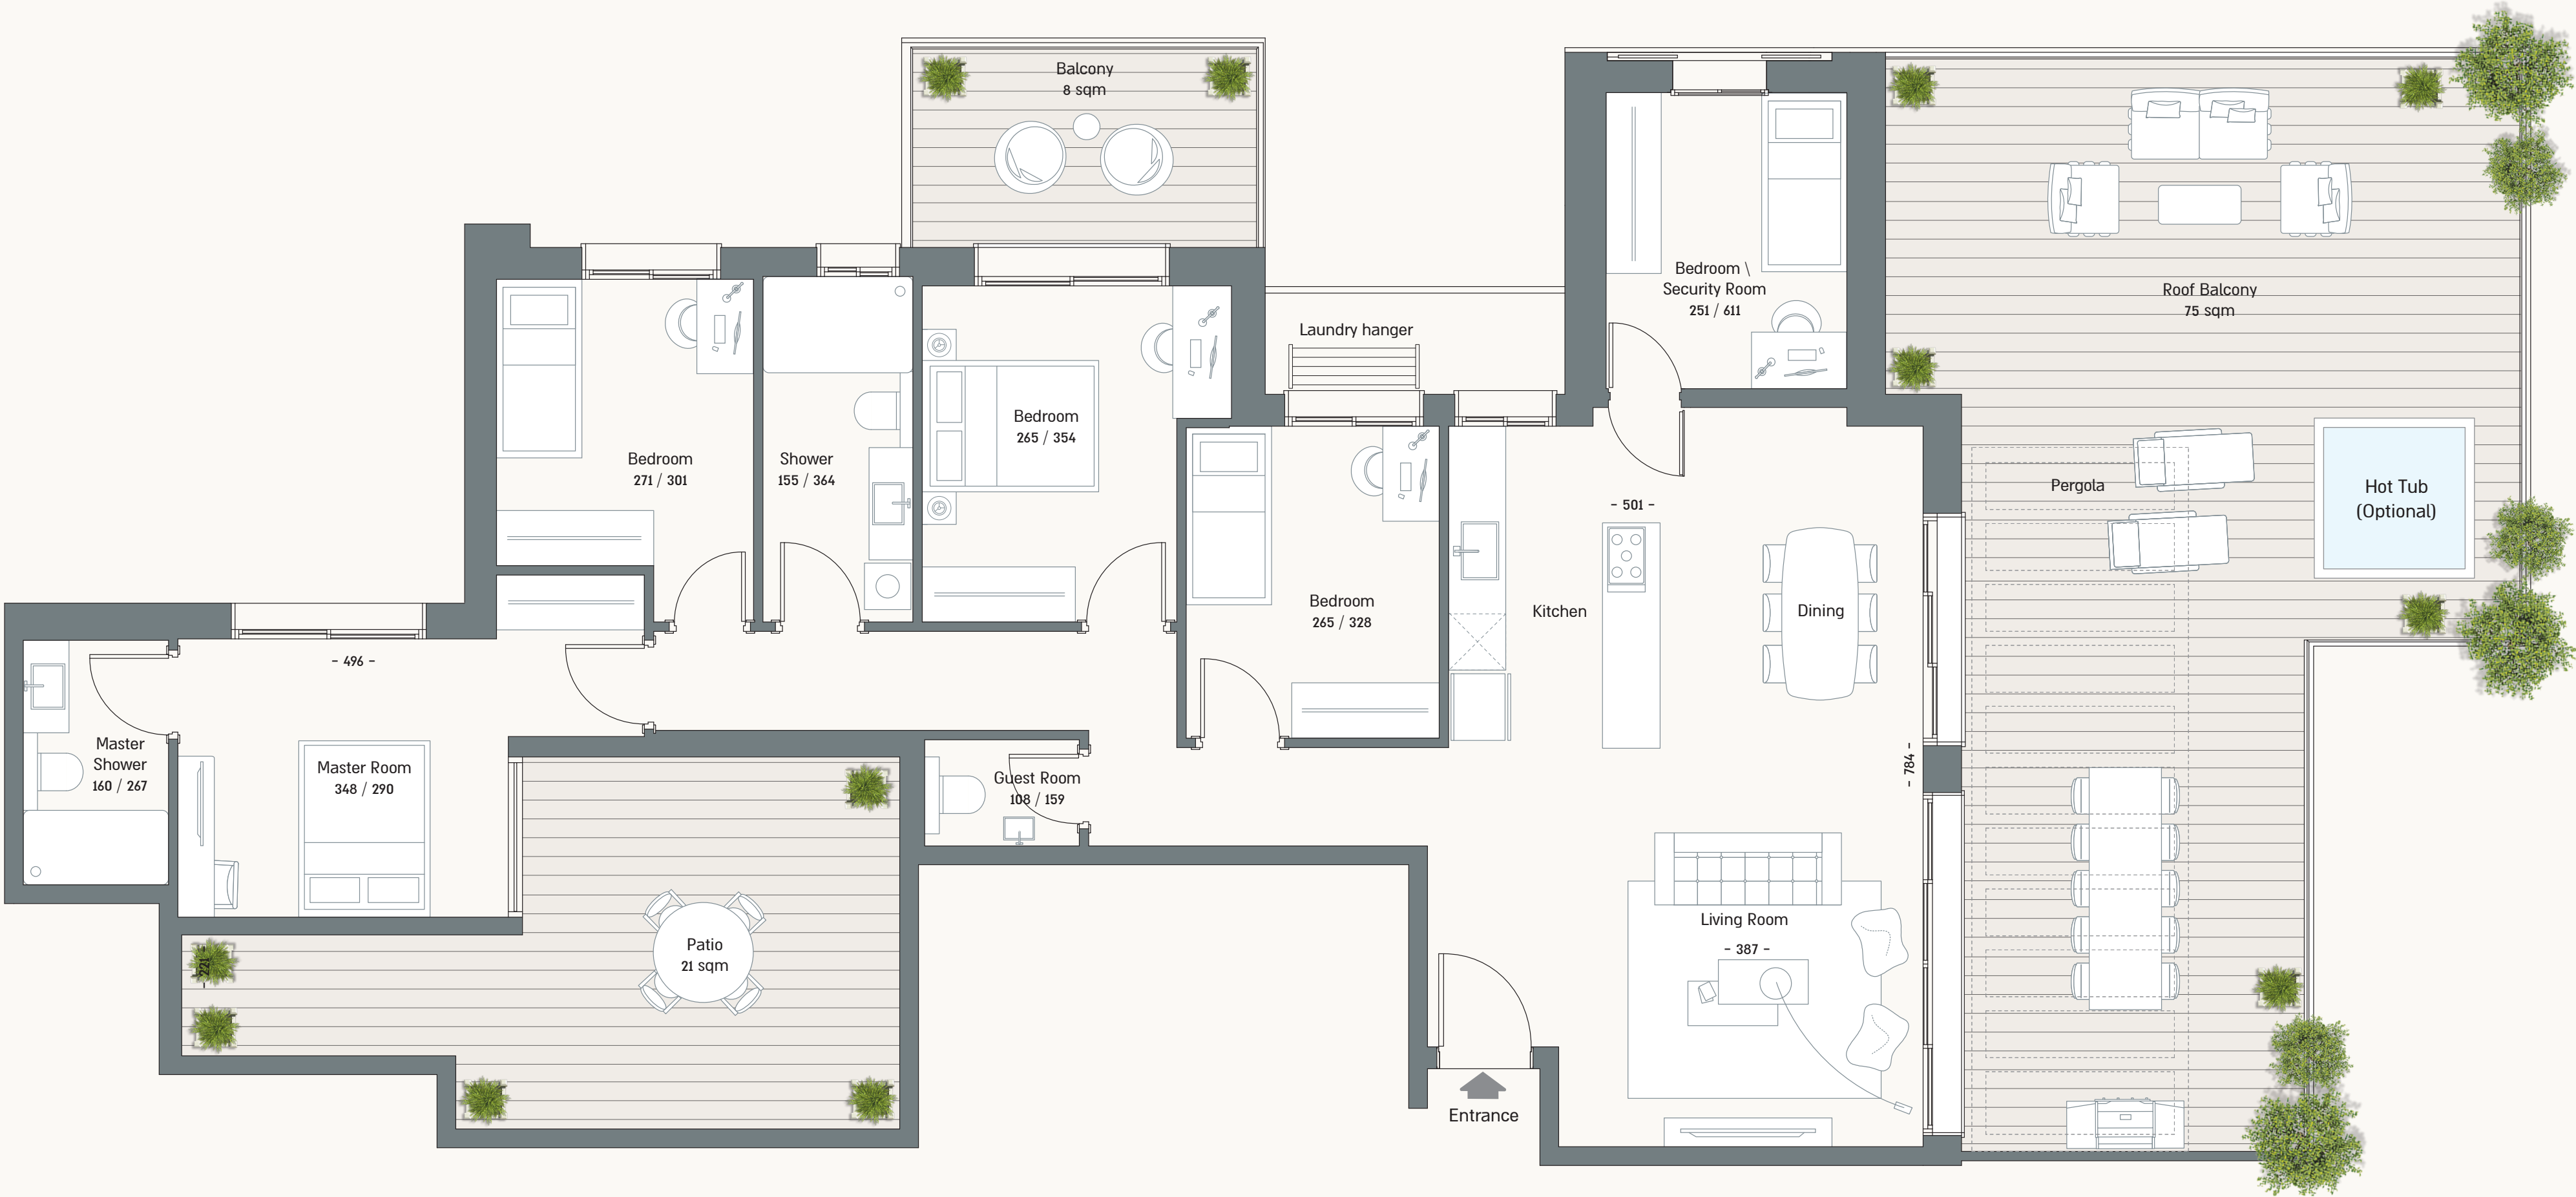 Balcony
8 sqm
Bedroom \
Security Room
251 / 611
Roof Balcony
75 sqm
Laundry hanger
Bedroom
265 / 354
Bedroom
271 / 301
Shower
155 / 364
Pergola
Hot Tub
(Optional)
- 501 -
Bedroom
265 / 328
Kitchen
Dining
- 496 -
Master
Shower
160 / 267
Master Room
348 / 290
Guest Room
108 / 159
- 784 -
Living Room
- 387 -
Patio
21 sqm
- 221 -
Entrance